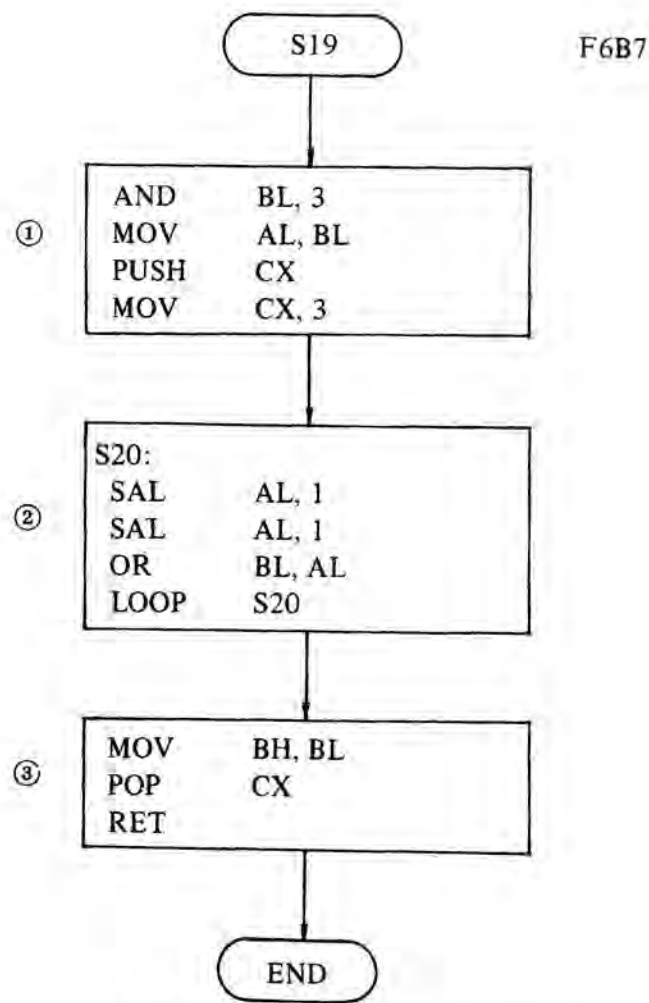 S19 F6B7
AND BL, 3
① MOV AL, BL
PUSH CX
MOV CX, 3
S20:
SAL AL, 1
② SAL AL, 1
OR BL, AL
LOOP S20
MOV BH, BL
③ POP CX
RET
END